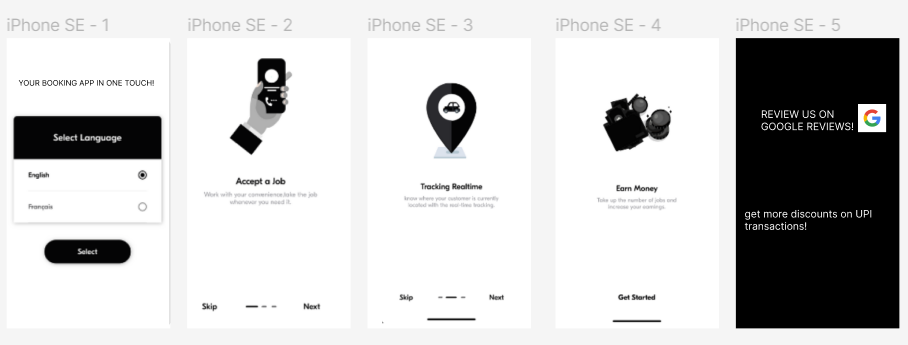 iPhone SE - 1
YOUR BOOKING APP IN ONE TOUCH!
Select Language
English
Français
Select
iPhone SE - 2
Accept a Job
Work with your convenience,take the job
whenever you need it.
Skip
Next
iPhone SE - 3
Tracking Realtime
know where your customer is currently
located with the real-time tracking.
Skip
Next
iPhone SE - 4
Earn Money
Take up the number of jobs and
increase your earnings.
Get Started
iPhone SE - 5
REVIEW US ON
GOOGLE REVIEWS!
G
get more discounts on UPI
transactions!